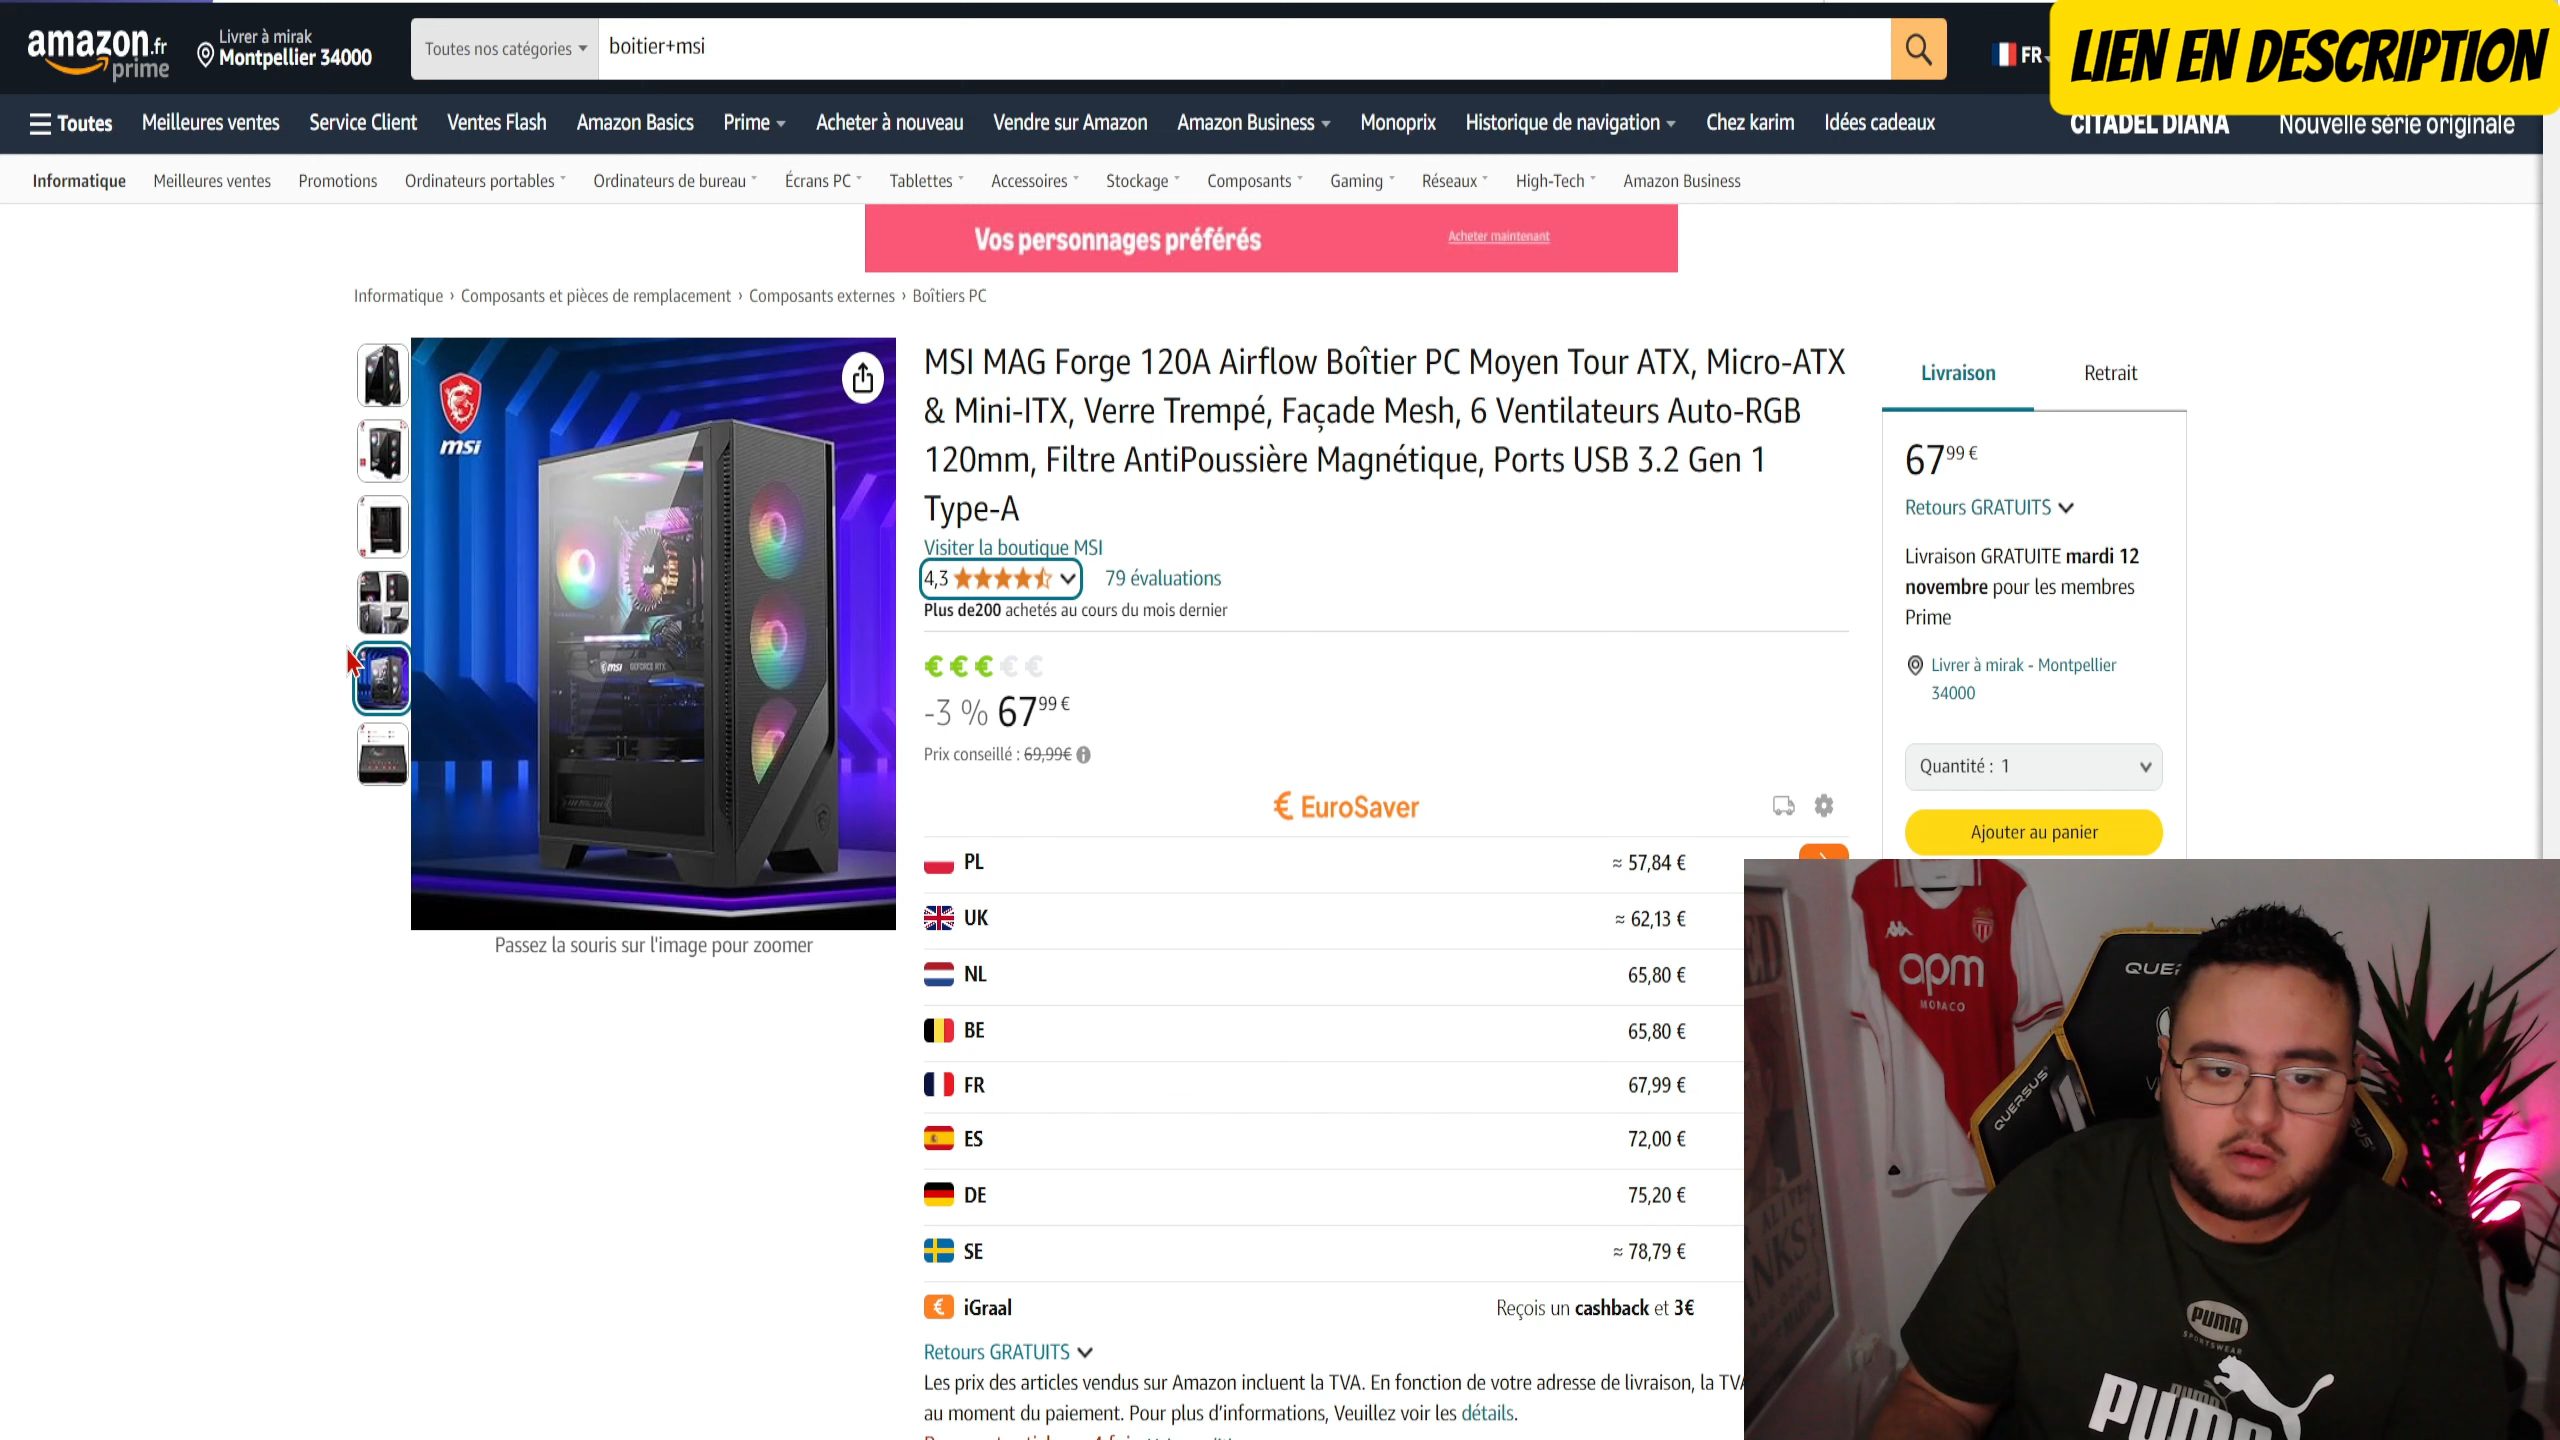 amazon.fr
prime
Livrer à mirak
Montpellier 34000
Toutes nos catégories
boitier+msi
FR
LIEN EN DESCRIPTION
Toutes
Meilleures ventes
Service Client
Ventes Flash
Amazon Basics
Prime
Acheter à nouveau
Vendre sur Amazon
Amazon Business
Monoprix
Historique de navigation
Chez karim
Idées cadeaux
CITADEL DIANA
Nouvelle série originale
Informatique
Meilleures ventes
Promotions
Ordinateurs portables
Ordinateurs de bureau
Écrans PC
Tablettes
Accessoires
Stockage
Composants
Gaming
Réseaux
High-Tech
Amazon Business
Vos personnages préférés
Acheter maintenant
Informatique › Composants et pièces de remplacement › Composants externes › Boîtiers PC
msi
msi GEFORCE RTX
Passez la souris sur l'image pour zoomer
MSI MAG Forge 120A Airflow Boîtier PC Moyen Tour ATX, Micro-ATX
& Mini-ITX, Verre Trempé, Façade Mesh, 6 Ventilateurs Auto-RGB
120mm, Filtre AntiPoussière Magnétique, Ports USB 3.2 Gen 1
Type-A
Visiter la boutique MSI
4,3
79 évaluations
Plus de200 achetés au cours du mois dernier
€ € € € €
-3 % 67,99 €
Prix conseillé : 69,99€
€ EuroSaver
PL ≈ 57,84 €
UK ≈ 62,13 €
NL 65,80 €
BE 65,80 €
FR 67,99 €
ES 72,00 €
DE 75,20 €
SE ≈ 78,79 €
€ iGraal Reçois un cashback et 3€
Retours GRATUITS
Les prix des articles vendus sur Amazon incluent la TVA. En fonction de votre adresse de livraison, la TVA
au moment du paiement. Pour plus d’informations, Veuillez voir les détails.
Livraison
Retrait
67,99 €
Retours GRATUITS
Livraison GRATUITE mardi 12
novembre pour les membres
Prime
Livrer à mirak - Montpellier
34000
Quantité : 1
Ajouter au panier
apm
MONACO
QUERSUS
PUMA
SPORTSWEAR
PUMA